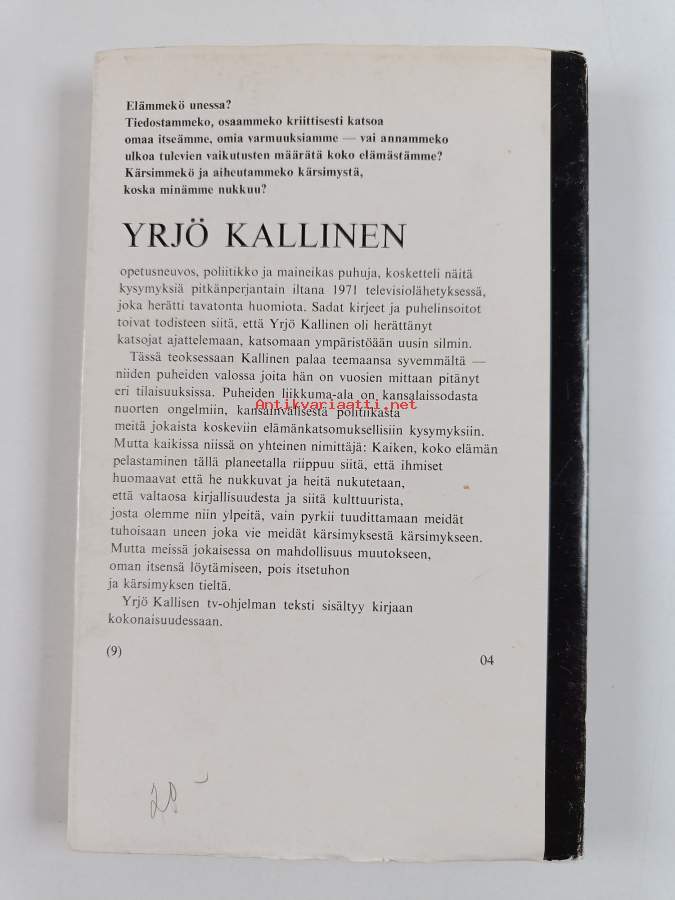 Elämmekö unessa?
Tiedostammeko, osaammeko kriittisesti katsoa
omaa itseämme, omia varmuuksiamme — vai annammeko
ulkoa tulevien vaikutusten määrätä koko elämästämme?
Kärsimmekö ja aiheutammeko kärsimystä,
koska minämme nukkuu?
YRJÖ KALLINEN
opetusneuvos, poliitikko ja maineikas puhuja, kosketteli näitä
kysymyksiä pitkänperjantain iltana 1971 televisiolähetyksessä,
joka herätti tavatonta huomiota. Sadat kirjeet ja puhelinsoitot
toivat todisteen siitä, että Yrjö Kallinen oli herättänyt
katsojat ajattelemaan, katsomaan ympäristöään uusin silmin.
Tässä teoksessaan Kallinen palaa teemaansa syvemmältä —
niiden puheiden valossa joita hän on vuosien mittaan pitänyt
eri tilaisuuksissa. Puheiden liikkuma-ala on kansalaissodasta
Antikvariaatti.net
nuorten ongelmiin, kansainvälisestä politiikasta
meitä jokaista koskeviin elämänkatsomuksellisiin kysymyksiin.
Mutta kaikissa niissä on yhteinen nimittäjä: Kaiken, koko elämän
pelastaminen tällä planeetalla riippuu siitä, että ihmiset
huomaavat että he nukkuvat ja heitä nukutetaan,
että valtaosa kirjallisuudesta ja siitä kulttuurista,
josta olemme niin ylpeitä, vain pyrkii tuudittamaan meidät
tuhoisaan uneen joka vie meidät kärsimyksestä kärsimykseen.
Mutta meissä jokaisessa on mahdollisuus muutokseen,
oman itsensä löytämiseen, pois itsetuhon
ja kärsimyksen tieltä.
Yrjö Kallisen tv-ohjelman teksti sisältyy kirjaan
kokonaisuudessaan.
(9)
04